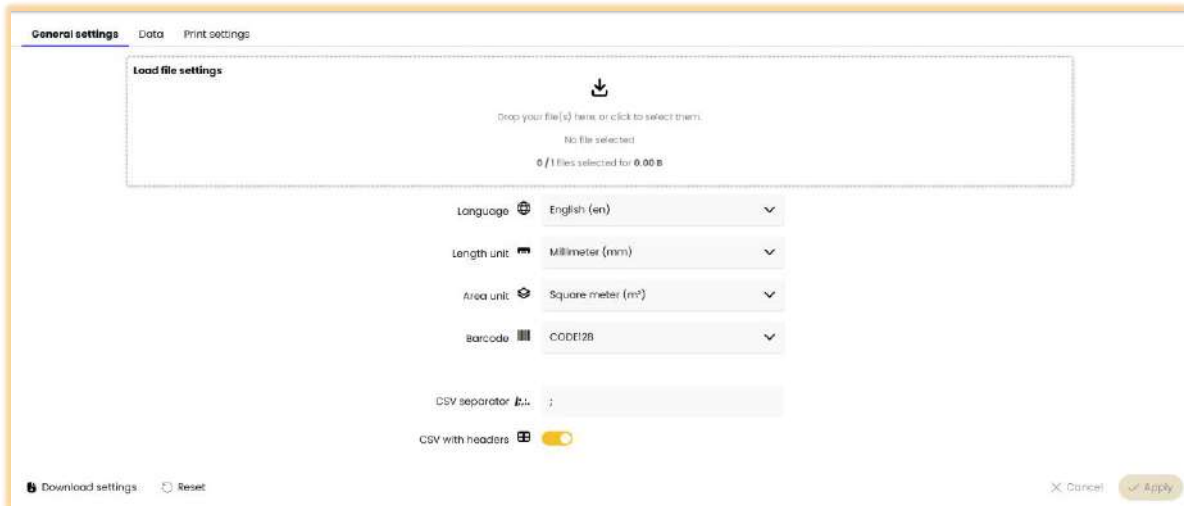 General settings Data Print settings
Load file settings
Drop your file(s) here, or click to select them.
No file selected
0 / 1 files selected for 0.00 B
Language English (en)
Length unit Millimeter (mm)
Area unit Square meter (m²)
Barcode CODE128
CSV separator ;
CSV with headers
Download settings Reset Cancel Apply